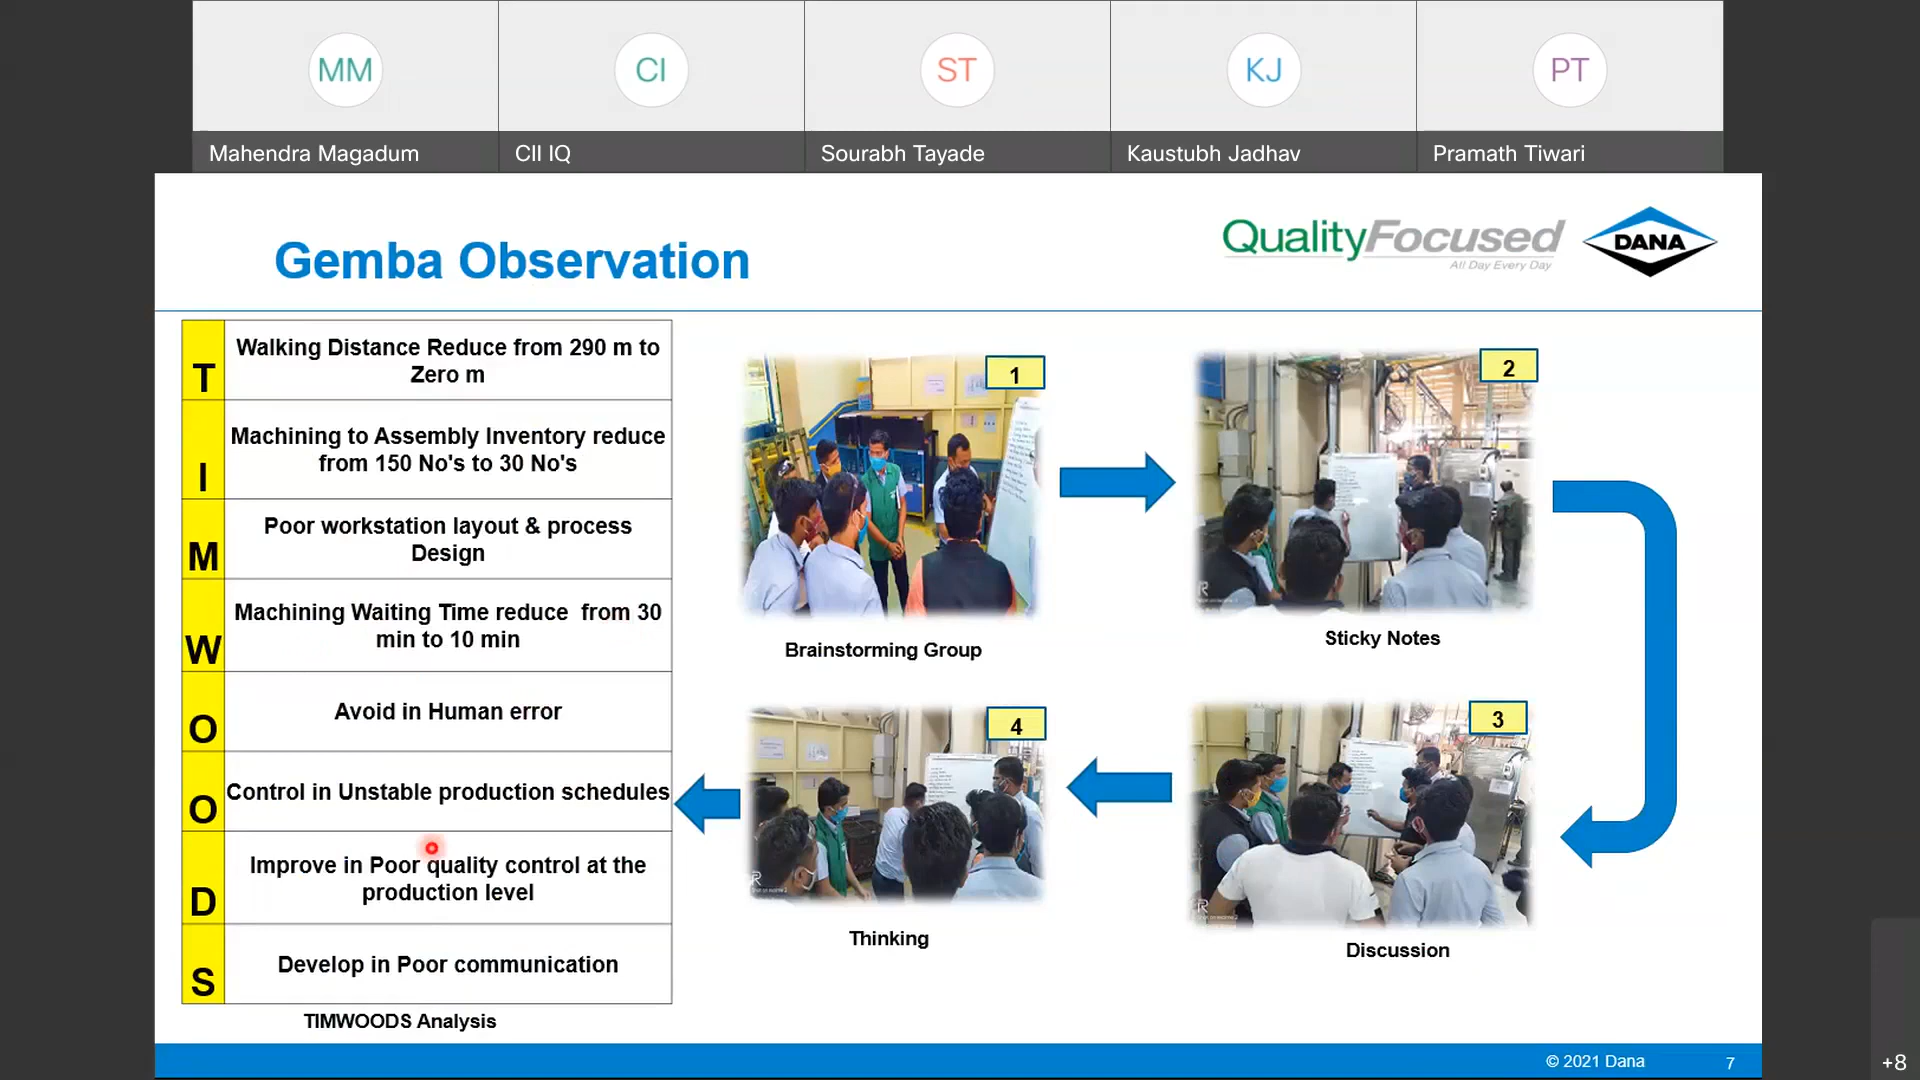 MM
CI
ST
KJ
PT
Mahendra Magadum
CII IQ
Sourabh Tayade
Kaustubh Jadhav
Pramath Tiwari
Gemba Observation
QualityFocused
All Day Every Day
DANA
T
Walking Distance Reduce from 290 m to
Zero m
I
Machining to Assembly Inventory reduce
from 150 No's to 30 No's
M
Poor workstation layout & process
Design
W
Machining Waiting Time reduce from 30
min to 10 min
O
Avoid in Human error
O
Control in Unstable production schedules
D
Improve in Poor quality control at the
production level
S
Develop in Poor communication
TIMWOODS Analysis
1
Brainstorming Group
2
Sticky Notes
3
Discussion
4
Thinking
© 2021 Dana
7
+8